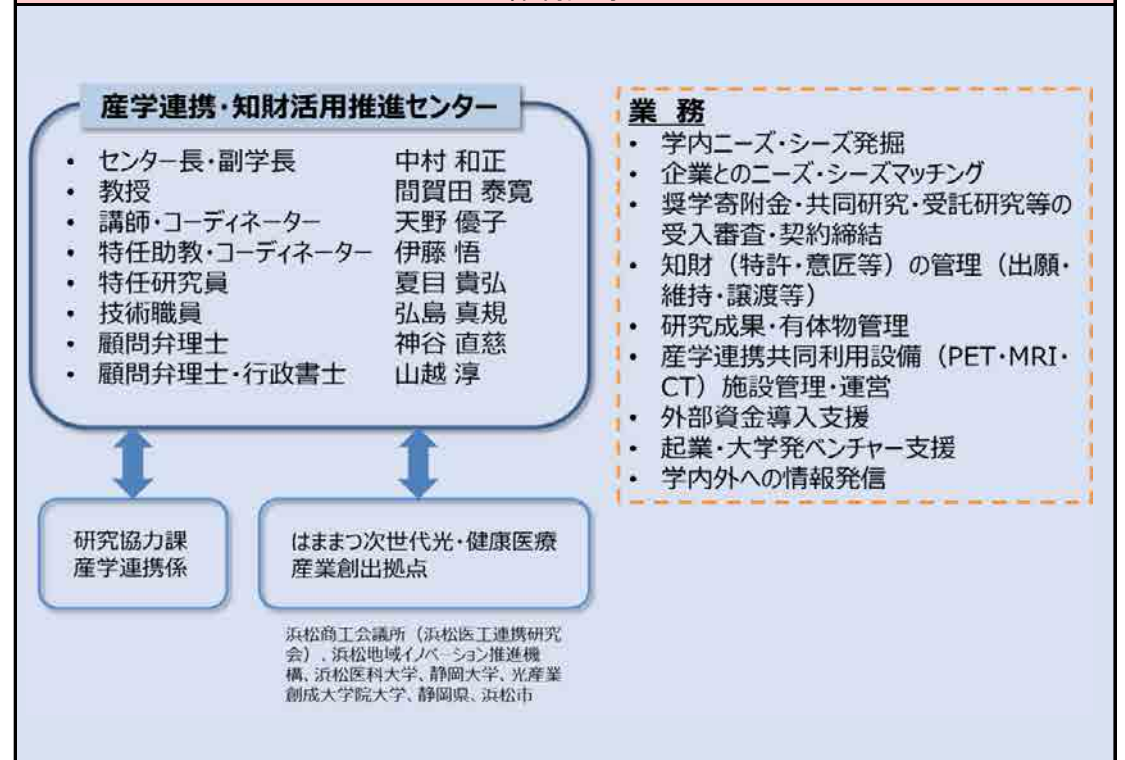 産学連携・知財活用推進センター
・ センター長・副学長 中村 和正
・ 教授 間賀田 泰寛
・ 講師・コーディネーター 天野 優子
・ 特任助教・コーディネーター 伊藤 悟
・ 特任研究員 夏目 貴弘
・ 技術職員 弘島 真規
・ 顧問弁理士 神谷 直慈
・ 顧問弁理士・行政書士 山越 淳
研究協力課
産学連携係
はままつ次世代光・健康医療
産業創出拠点
浜松商工会議所（浜松医工連携研究
会）、浜松地域イノベーション推進機
構、浜松医科大学、静岡大学、光産業
創成大学院大学、静岡県、浜松市
業 務
・ 学内ニーズ・シーズ発掘
・ 企業とのニーズ・シーズマッチング
・ 奨学寄附金・共同研究・受託研究等の
受入審査・契約締結
・ 知財（特許・意匠等）の管理（出願・
維持・譲渡等）
・ 研究成果・有体物管理
・ 産学連携共同利用設備（PET・MRI・
CT）施設管理・運営
・ 外部資金導入支援
・ 起業・大学発ベンチャー支援
・ 学内外への情報発信